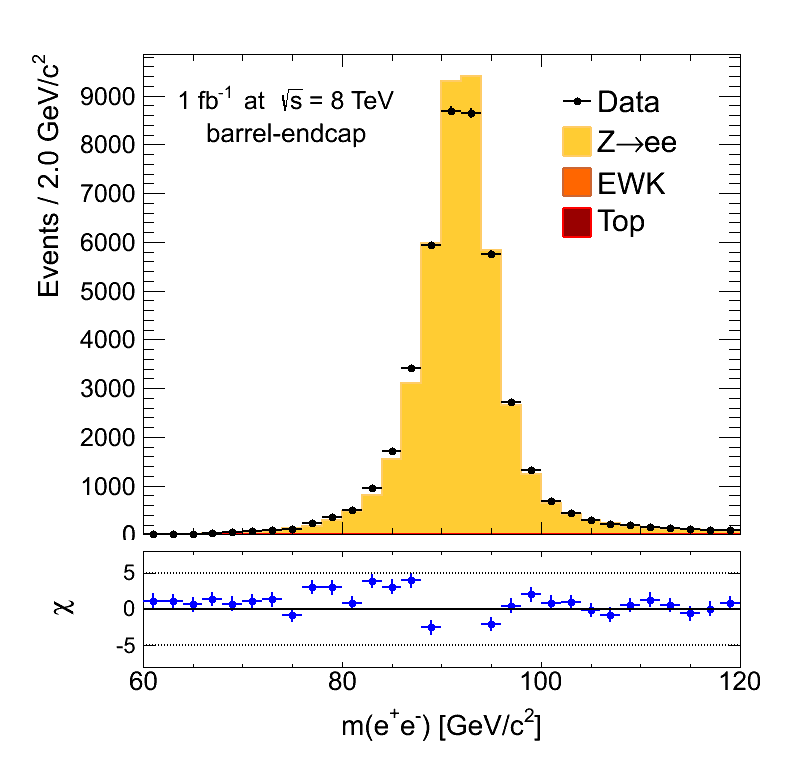 Events / 2.0 GeV/c²
9000
8000
7000
6000
5000
4000
3000
2000
1000
0
1 fb⁻¹ at √s = 8 TeV
barrel-endcap
Data
Z→ee
EWK
Top
χ
5
0
-5
60 80 100 120
m(e⁺e⁻) [GeV/c²]